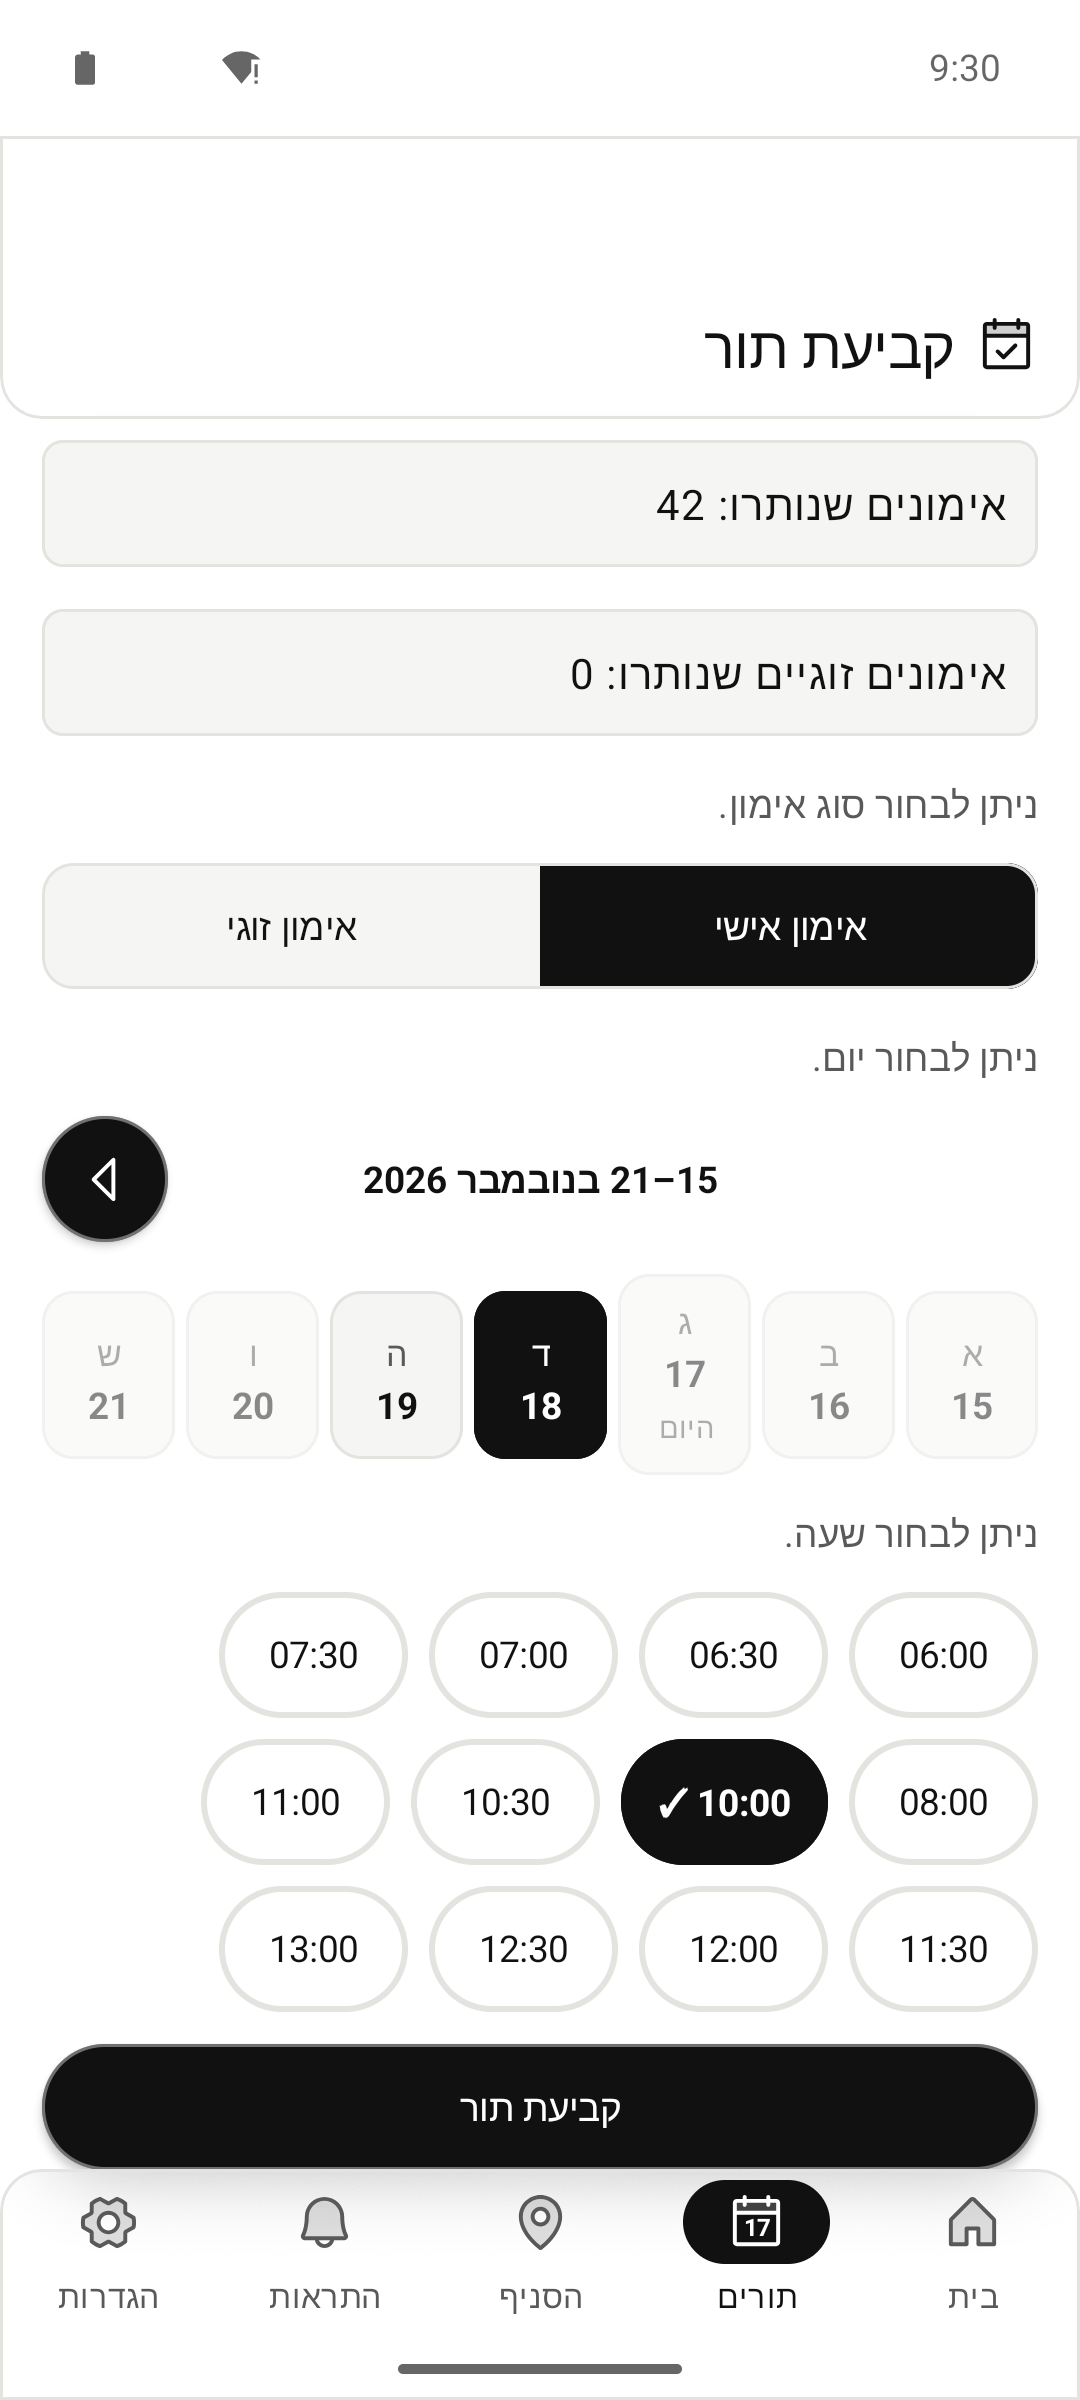 9:30
קביעת תור
אימונים שנותרו: 42
אימונים זוגיים שנותרו: 0
ניתן לבחור סוג אימון.
אימון אישי
אימון זוגי
ניתן לבחור יום.
15–21 בנובמבר 2026
א ב ג ד ה ו ש
15 16 17 18 19 20 21
היום
ניתן לבחור שעה.
06:00 06:30 07:00 07:30
08:00 10:00 ✓ 10:30 11:00
11:30 12:00 12:30 13:00
קביעת תור
17
בית תורים הסניף התראות הגדרות